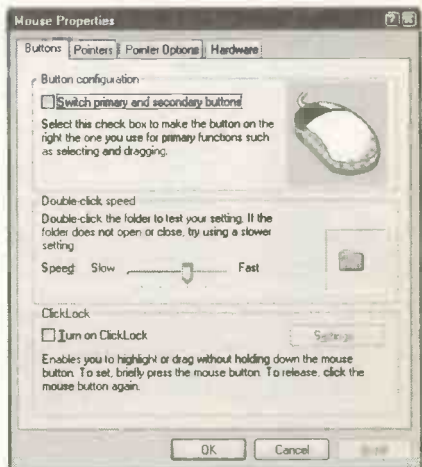 Mouse Properties
Buttons Pointers Pointer Options Hardware
Button configuration
Switch primary and secondary buttons
Select this check box to make the button on the
right the one you use for primary functions such
as selecting and dragging.
Double-click speed
Double-click the folder to test your setting. If the
folder does not open or close, try using a slower
setting.
Speed: Slow Fast
ClickLock
Turn on ClickLock Settings
Enables you to highlight or drag without holding down the mouse
button. To set, briefly press the mouse button. To release, click the
mouse button again.
OK Cancel